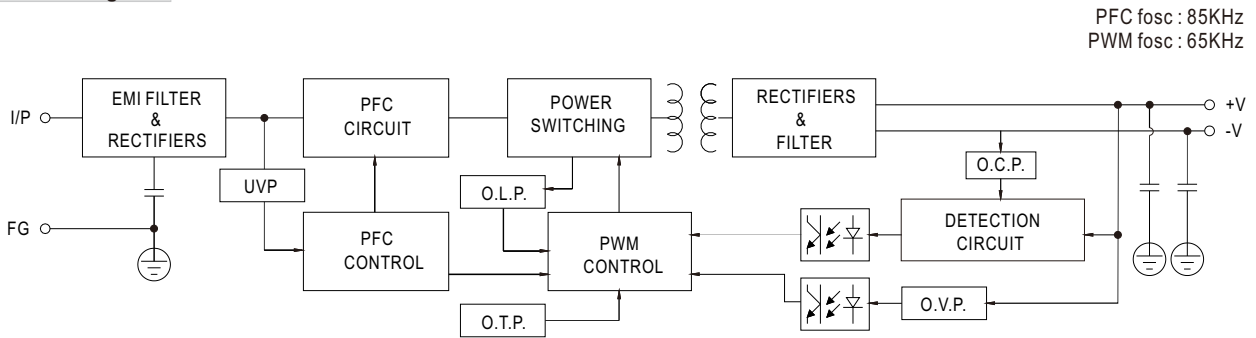 PFC fosc : 85KHz
PWM fosc : 65KHz
I/P
EMI FILTER
&
RECTIFIERS
PFC
CIRCUIT
POWER
SWITCHING
RECTIFIERS
&
FILTER
+V
-V
UVP
O.L.P.
O.C.P.
FG
PFC
CONTROL
PWM
CONTROL
DETECTION
CIRCUIT
O.T.P.
O.V.P.